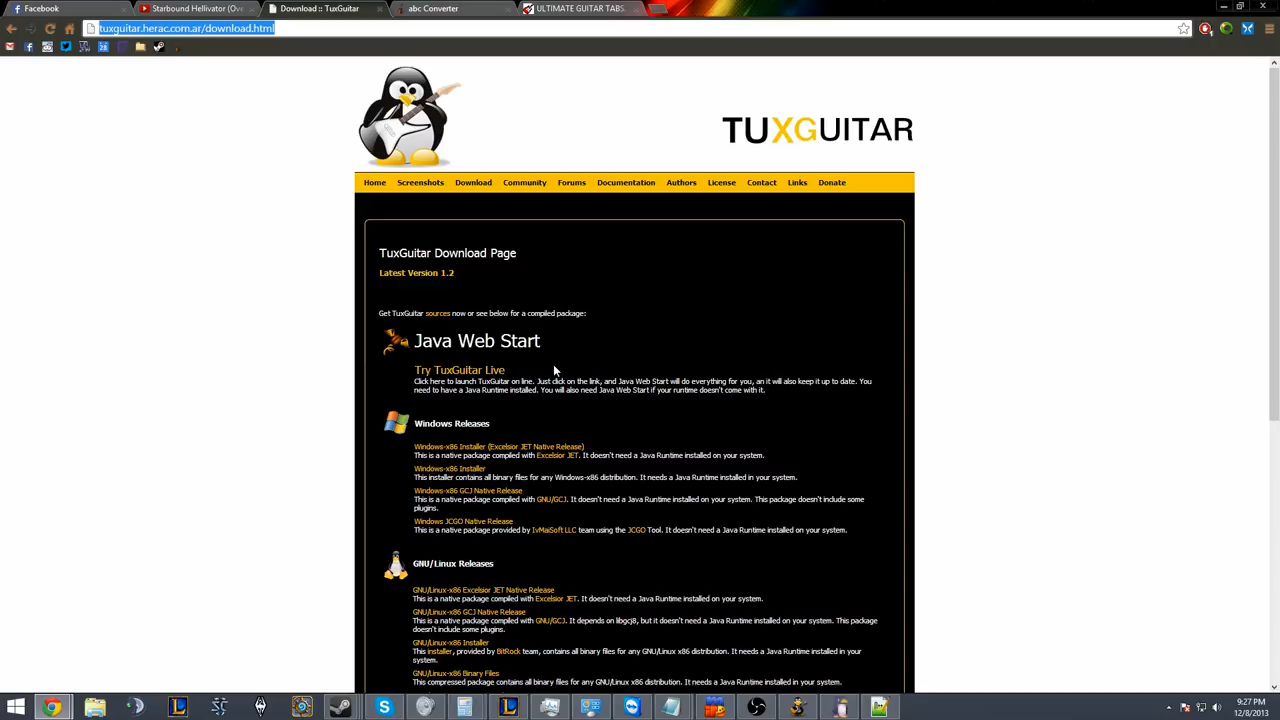 Facebook
Starbound Hellivator (Ove
Download :: TuxGuitar
abc Converter
ULTIMATE GUITAR TABS
tuxguitar.herac.com.ar/download.html
TUXGUITAR
Home Screenshots Download Community Forums Documentation Authors License Contact Links Donate
TuxGuitar Download Page
Latest Version 1.2
Get TuxGuitar sources now or see below for a compiled package:
Java Web Start
Try TuxGuitar Live
Click here to launch TuxGuitar on line. Just click on the link, and Java Web Start will do everything for you, an it will also keep it up to date. You
need to have a Java Runtime installed. You will also need Java Web Start if your runtime doesn't come with it.
Windows Releases
Windows-x86 Installer (Excelsior JET Native Release)
This is a native package compiled with Excelsior JET. It doesn't need a Java Runtime installed on your system.
Windows-x86 Installer
This installer contains all binary files for any Windows-x86 distribution. It needs a Java Runtime installed in your system.
Windows-x86 GCJ Native Release
This is a native package compiled with GNU/GCJ. It doesn't need a Java Runtime installed on your system. This package doesn't include some
plugins.
Windows JCGO Native Release
This is a native package provided by IvMaiSoft LLC team using the JCGO Tool. It doesn't need a Java Runtime installed on your system.
GNU/Linux Releases
GNU/Linux-x86 Excelsior JET Native Release
This is a native package compiled with Excelsior JET. It doesn't need a Java Runtime installed on your system.
GNU/Linux-x86 GCJ Native Release
This is a native package compiled with GNU/GCJ. It depends on libgcj8, but it doesn't need a Java Runtime installed on your system. This package
doesn't include some plugins.
GNU/Linux-x86 Installer
This installer, provided by BitRock team, contains all binary files for any GNU/Linux x86 distribution. It needs a Java Runtime installed in your
system.
GNU/Linux-x86 Binary Files
This compressed package contains all binary files for any GNU/Linux x86 distribution. It needs a Java Runtime installed in your system.
9:27 PM
12/8/2013